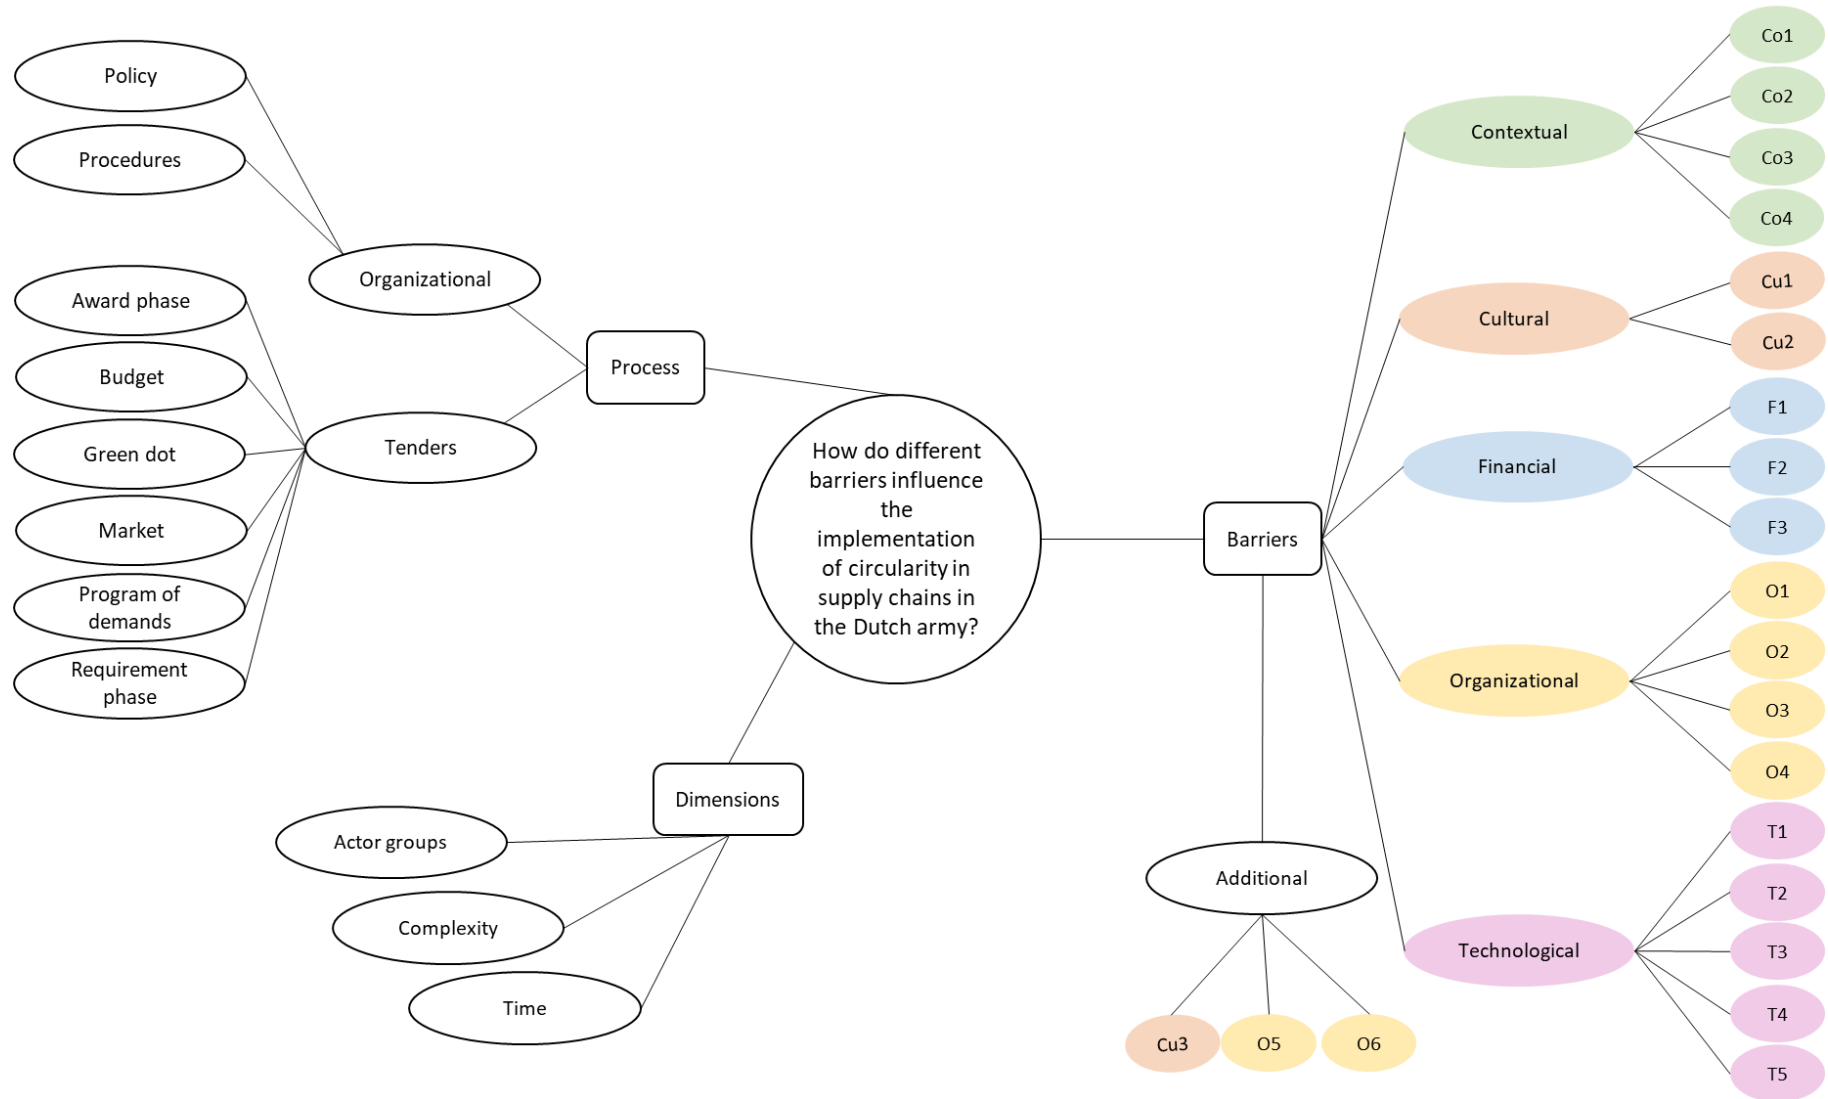 Policy
Procedures
Organizational
Award phase
Budget
Green dot
Market
Program of
demands
Requirement
phase
Tenders
Process
How do different
barriers influence
the
implementation
of circularity in
supply chains in
the Dutch army?
Dimensions
Actor groups
Complexity
Time
Barriers
Contextual
Co1
Co2
Co3
Co4
Cultural
Cu1
Cu2
Financial
F1
F2
F3
Organizational
O1
O2
O3
O4
Technological
T1
T2
T3
T4
T5
Additional
Cu3
O5
O6